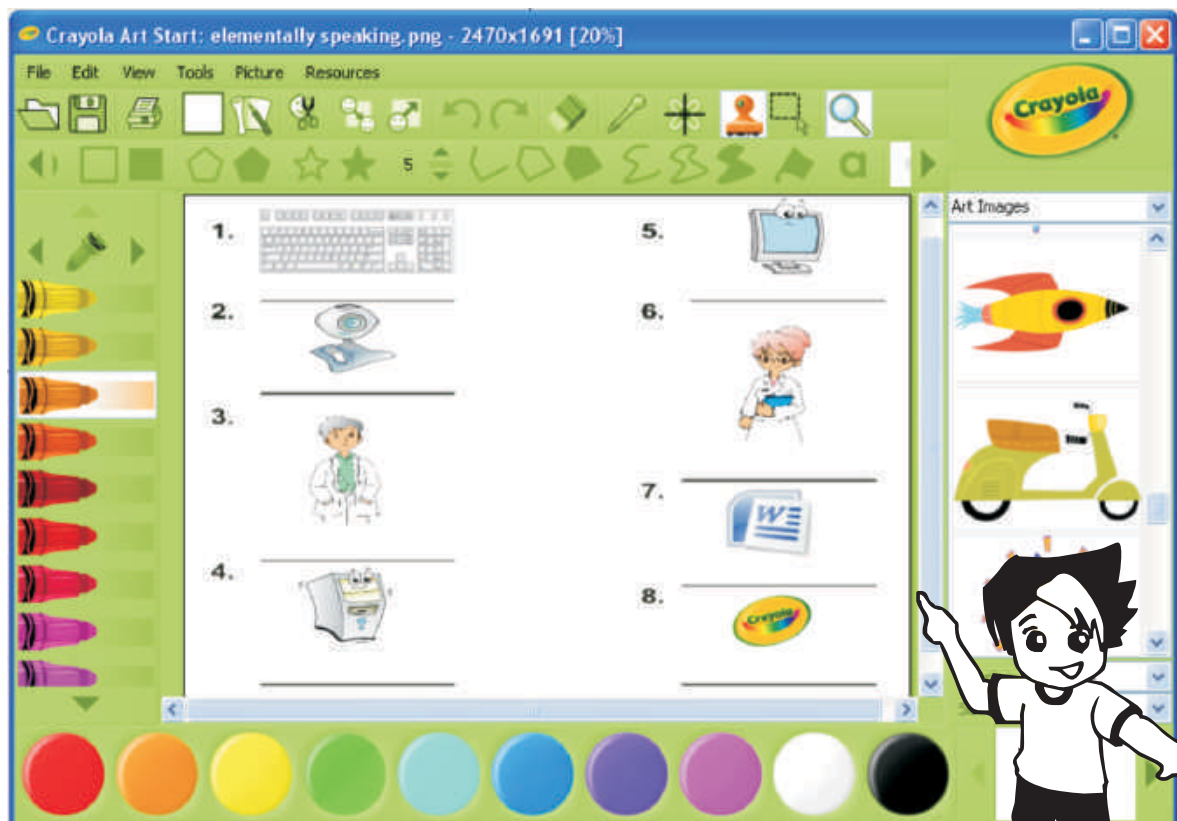 Crayola Art Start: elementally speaking.png - 2470x1691 [20%]
File Edit View Tools Picture Resources
Crayola
5
a
Art Images
1.
5.
2.
6.
3.
7.
W
4.
8.
Crayola